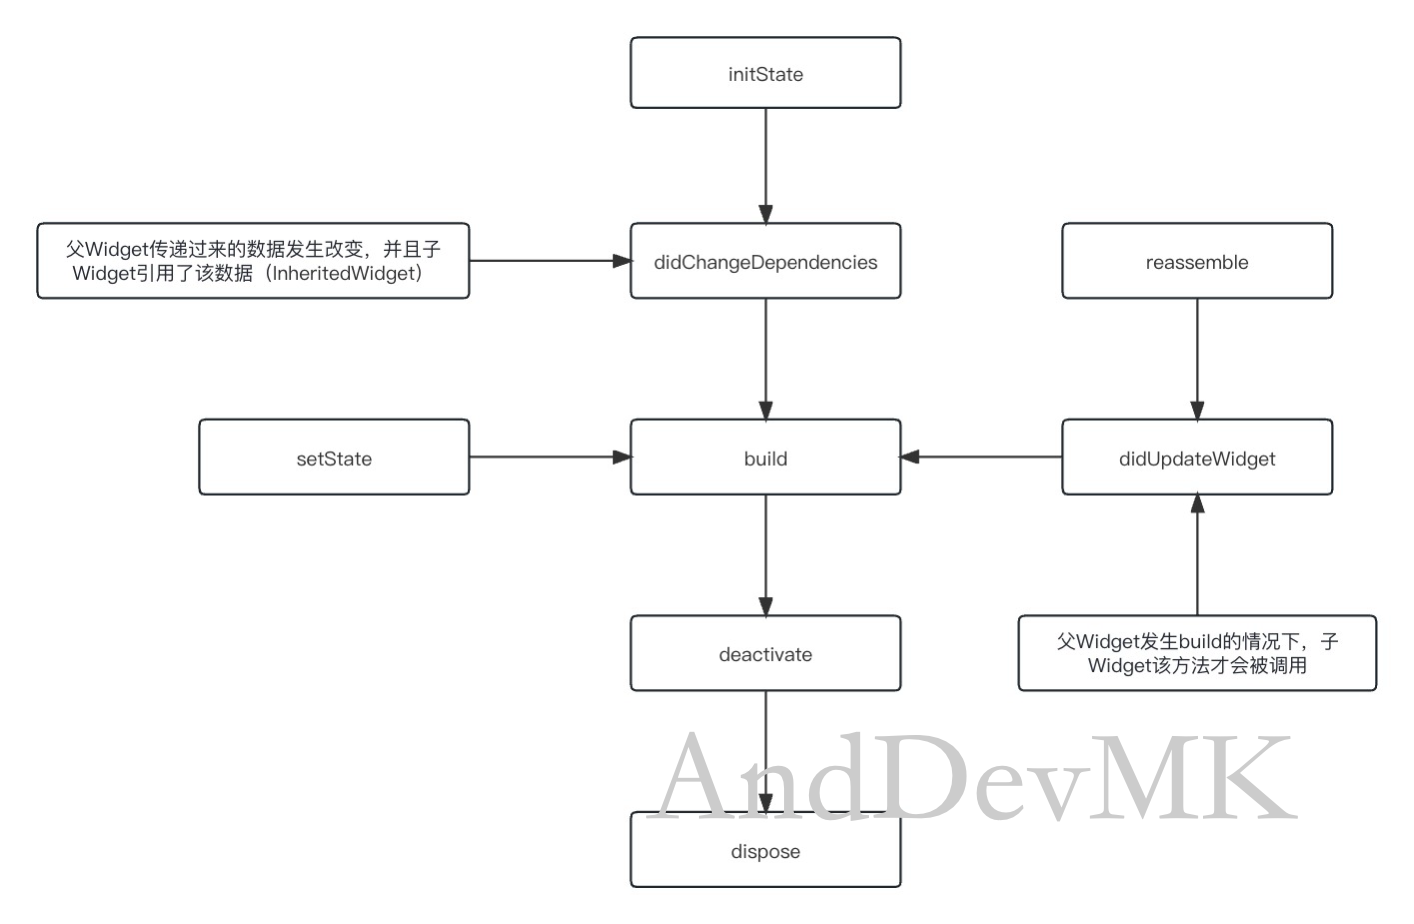 initState
父Widget传递过来的数据发生改变，并且子
Widget引用了该数据（InheritedWidget）
didChangeDependencies
reassemble
setState
build
didUpdateWidget
deactivate
父Widget发生build的情况下，子
Widget该方法才会被调用
AndDevMK
dispose